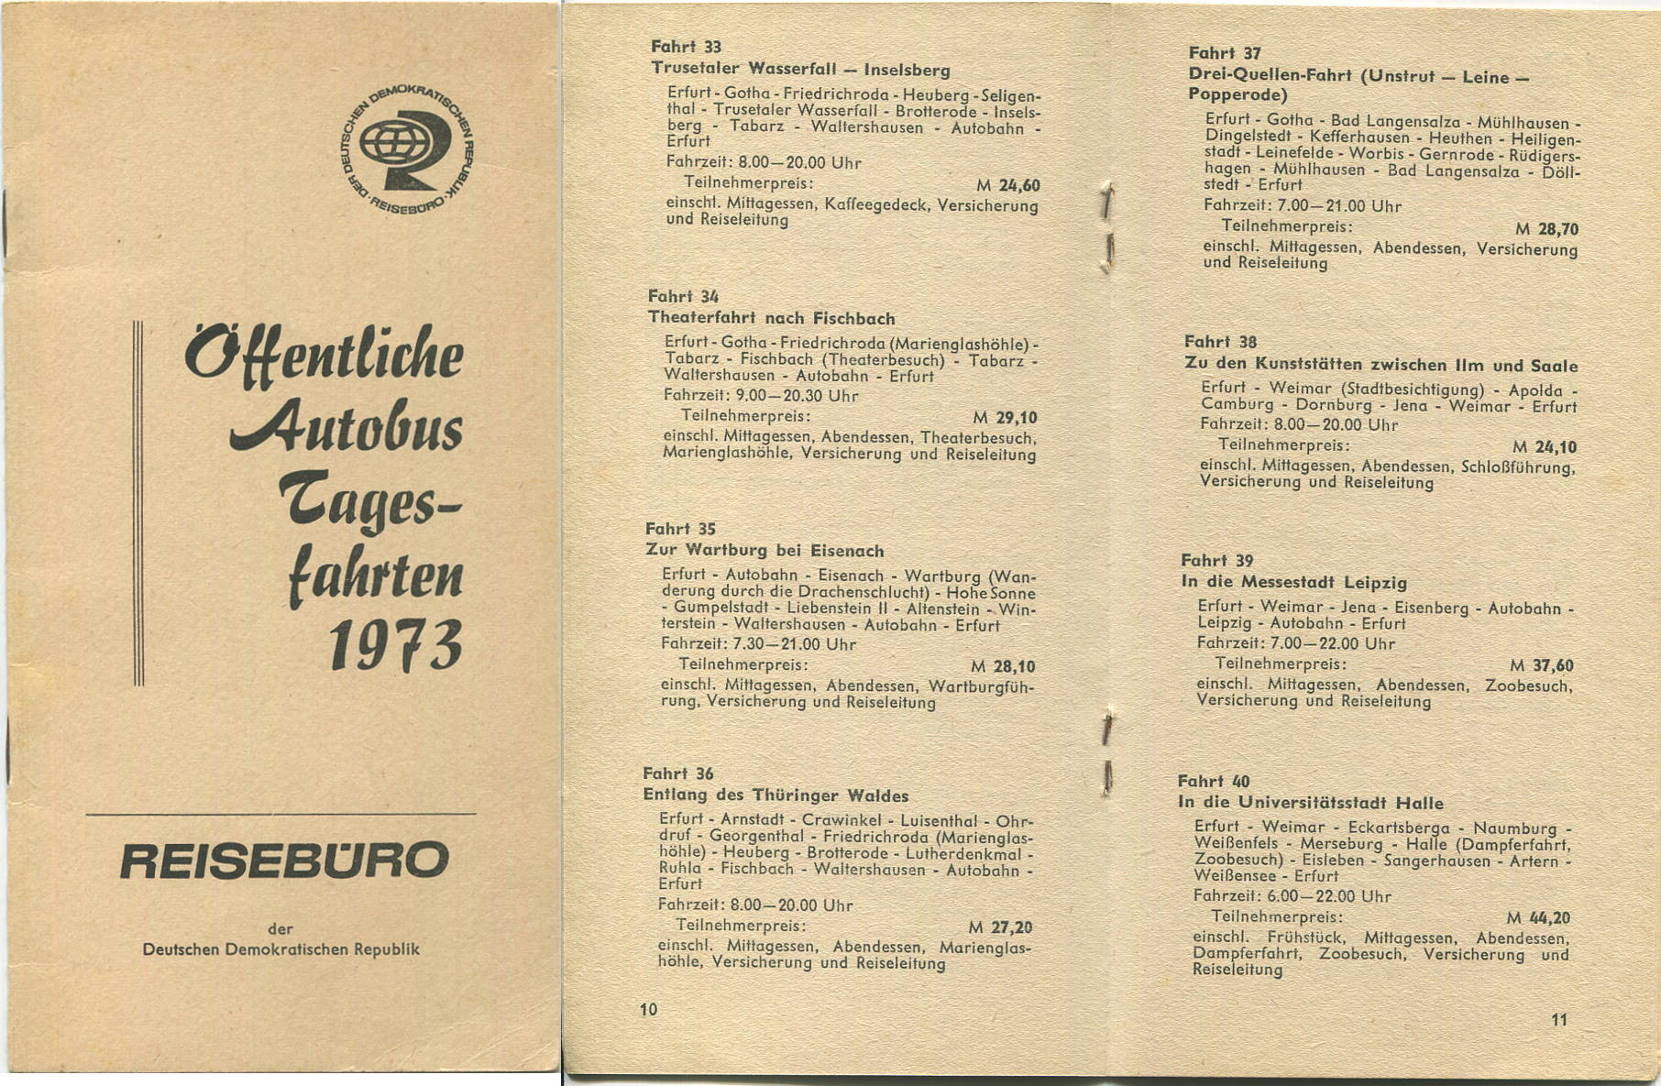 DER DEUTSCHEN DEMOKRATISCHEN REPUBLIK · REISEBÜRO ·
Öffentliche
Autobus
Tages-
fahrten
1973
REISEBÜRO
der
Deutschen Demokratischen Republik
Fahrt 33
Trusetaler Wasserfall — Inselsberg
Erfurt - Gotha - Friedrichroda - Heuberg - Seligen-
thal - Trusetaler Wasserfall - Brotterode - Insels-
berg - Tabarz - Waltershausen - Autobahn -
Erfurt
Fahrzeit: 8.00—20.00 Uhr
Teilnehmerpreis: M 24,60
einschl. Mittagessen, Kaffeegedeck, Versicherung
und Reiseleitung
Fahrt 34
Theaterfahrt nach Fischbach
Erfurt - Gotha - Friedrichroda (Marienglashöhle) -
Tabarz - Fischbach (Theaterbesuch) - Tabarz -
Waltershausen - Autobahn - Erfurt
Fahrzeit: 9.00—20.30 Uhr
Teilnehmerpreis: M 29,10
einschl. Mittagessen, Abendessen, Theaterbesuch,
Marienglashöhle, Versicherung und Reiseleitung
Fahrt 35
Zur Wartburg bei Eisenach
Erfurt - Autobahn - Eisenach - Wartburg (Wan-
derung durch die Drachenschlucht) - Hohe Sonne
- Gumpelstadt - Liebenstein II - Altenstein - Win-
terstein - Waltershausen - Autobahn - Erfurt
Fahrzeit: 7.30—21.00 Uhr
Teilnehmerpreis: M 28,10
einschl. Mittagessen, Abendessen, Wartburgfüh-
rung, Versicherung und Reiseleitung
Fahrt 36
Entlang des Thüringer Waldes
Erfurt - Arnstadt - Crawinkel - Luisenthal - Ohr-
druf - Georgenthal - Friedrichroda (Marienglas-
höhle) - Heuberg - Brotterode - Lutherdenkmal -
Ruhla - Fischbach - Waltershausen - Autobahn -
Erfurt
Fahrzeit: 8.00—20.00 Uhr
Teilnehmerpreis: M 27,20
einschl. Mittagessen, Abendessen, Marienglas-
höhle, Versicherung und Reiseleitung
10
Fahrt 37
Drei-Quellen-Fahrt (Unstrut — Leine —
Popperode)
Erfurt - Gotha - Bad Langensalza - Mühlhausen -
Dingelstedt - Kefferhausen - Heuthen - Heiligen-
stadt - Leinefelde - Worbis - Gernrode - Rüdigers-
hagen - Mühlhausen - Bad Langensalza - Döll-
stedt - Erfurt
Fahrzeit: 7.00—21.00 Uhr
Teilnehmerpreis: M 28,70
einschl. Mittagessen, Abendessen, Versicherung
und Reiseleitung
Fahrt 38
Zu den Kunststätten zwischen Ilm und Saale
Erfurt - Weimar (Stadtbesichtigung) - Apolda -
Camburg - Dornburg - Jena - Weimar - Erfurt
Fahrzeit: 8.00—20.00 Uhr
Teilnehmerpreis: M 24,10
einschl. Mittagessen, Abendessen, Schloßführung,
Versicherung und Reiseleitung
Fahrt 39
In die Messestadt Leipzig
Erfurt - Weimar - Jena - Eisenberg - Autobahn -
Leipzig - Autobahn - Erfurt
Fahrzeit: 7.00—22.00 Uhr
Teilnehmerpreis: M 37,60
einschl. Mittagessen, Abendessen, Zoobesuch,
Versicherung und Reiseleitung
Fahrt 40
In die Universitätsstadt Halle
Erfurt - Weimar - Eckartsberga - Naumburg -
Weißenfels - Merseburg - Halle (Dampferfahrt,
Zoobesuch) - Eisleben - Sangerhausen - Artern -
Weißensee - Erfurt
Fahrzeit: 6.00—22.00 Uhr
Teilnehmerpreis: M 44,20
einschl. Frühstück, Mittagessen, Abendessen,
Dampferfahrt, Zoobesuch, Versicherung und
Reiseleitung
11